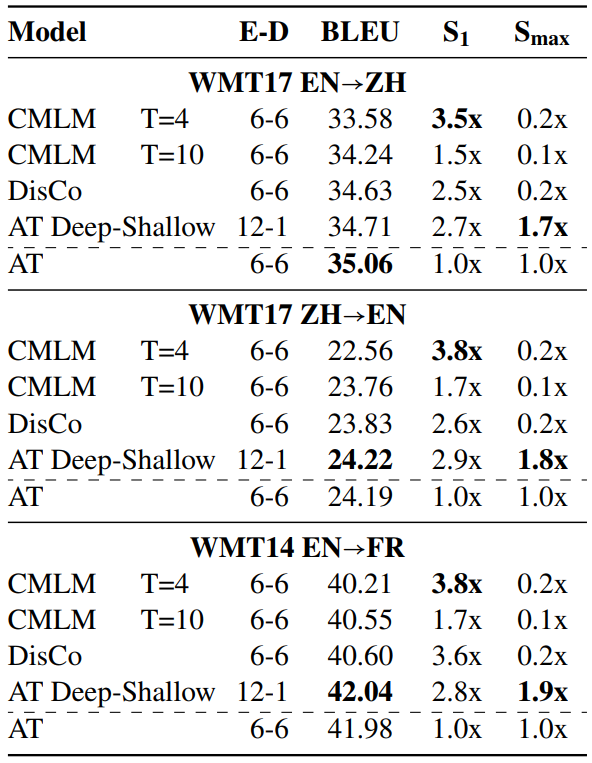 Model E-D BLEU S1 Smax
WMT17 EN→ZH
CMLM T=4 6-6 33.58 3.5x 0.2x
CMLM T=10 6-6 34.24 1.5x 0.1x
DisCo 6-6 34.63 2.5x 0.2x
AT Deep-Shallow 12-1 34.71 2.7x 1.7x
AT 6-6 35.06 1.0x 1.0x
WMT17 ZH→EN
CMLM T=4 6-6 22.56 3.8x 0.2x
CMLM T=10 6-6 23.76 1.7x 0.1x
DisCo 6-6 23.83 2.6x 0.2x
AT Deep-Shallow 12-1 24.22 2.9x 1.8x
AT 6-6 24.19 1.0x 1.0x
WMT14 EN→FR
CMLM T=4 6-6 40.21 3.8x 0.2x
CMLM T=10 6-6 40.55 1.7x 0.1x
DisCo 6-6 40.60 3.6x 0.2x
AT Deep-Shallow 12-1 42.04 2.8x 1.9x
AT 6-6 41.98 1.0x 1.0x